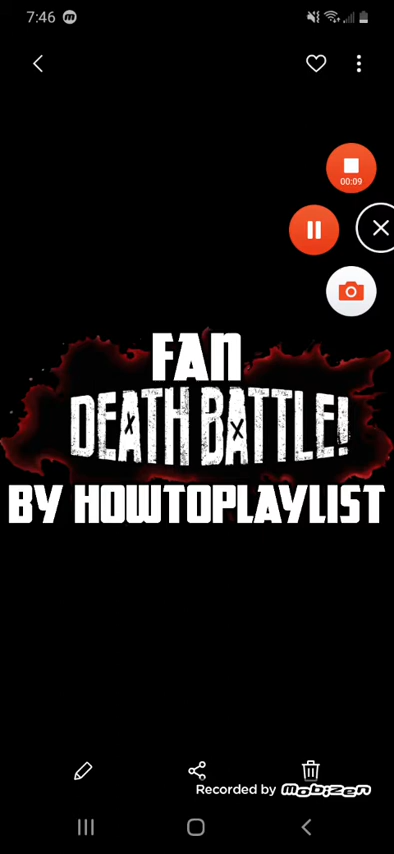 7:46
00:09
FAN
DEATH BATTLE!
BY HOWTOPLAYLIST
Recorded by MOBIZEN